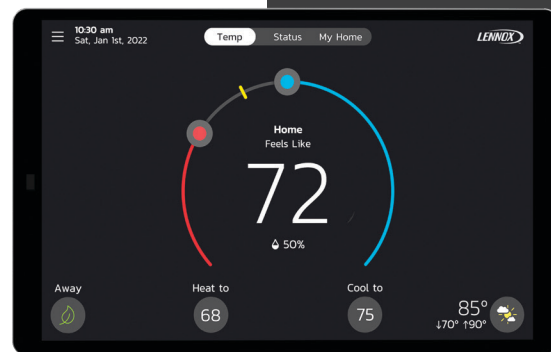 10:30 am
Sat, Jan 1st, 2022
Temp Status My Home
LENNOX
Home
Feels Like
72
50%
Away
Heat to
68
Cool to
75
85°
↓70° ↑90°